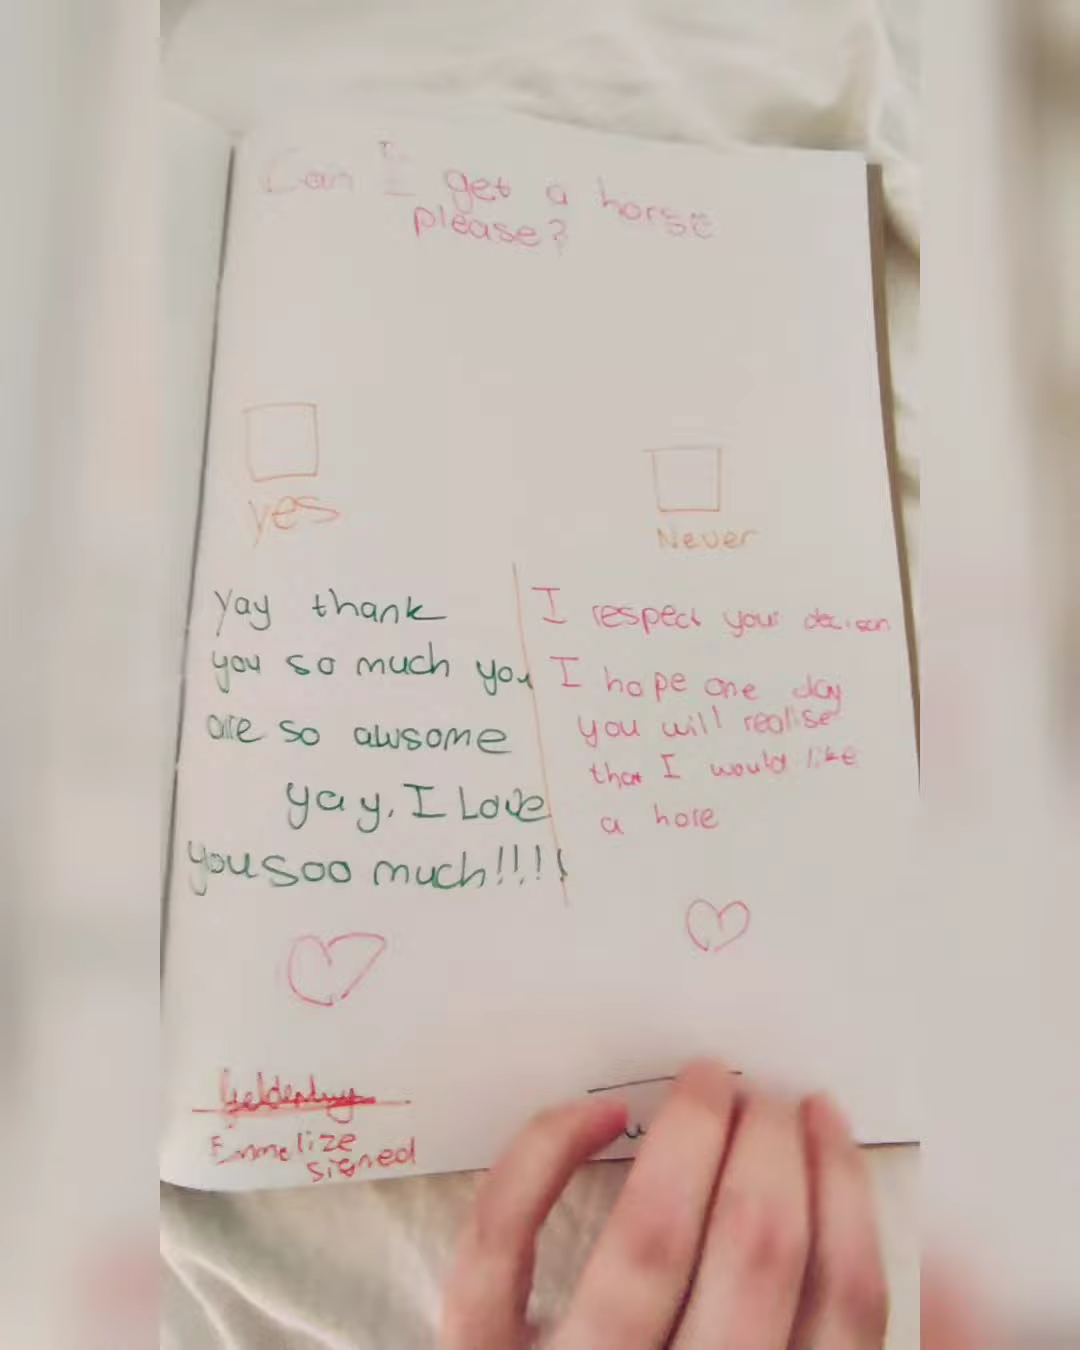 Can I get a horse
please?
yes
Never
Yay thank
you so much you
are so awsome
yay, I Love
you soo much!!!!
I respect your decison
I hope one day
you will realise
that I would like
a hore
Emmelize
signed